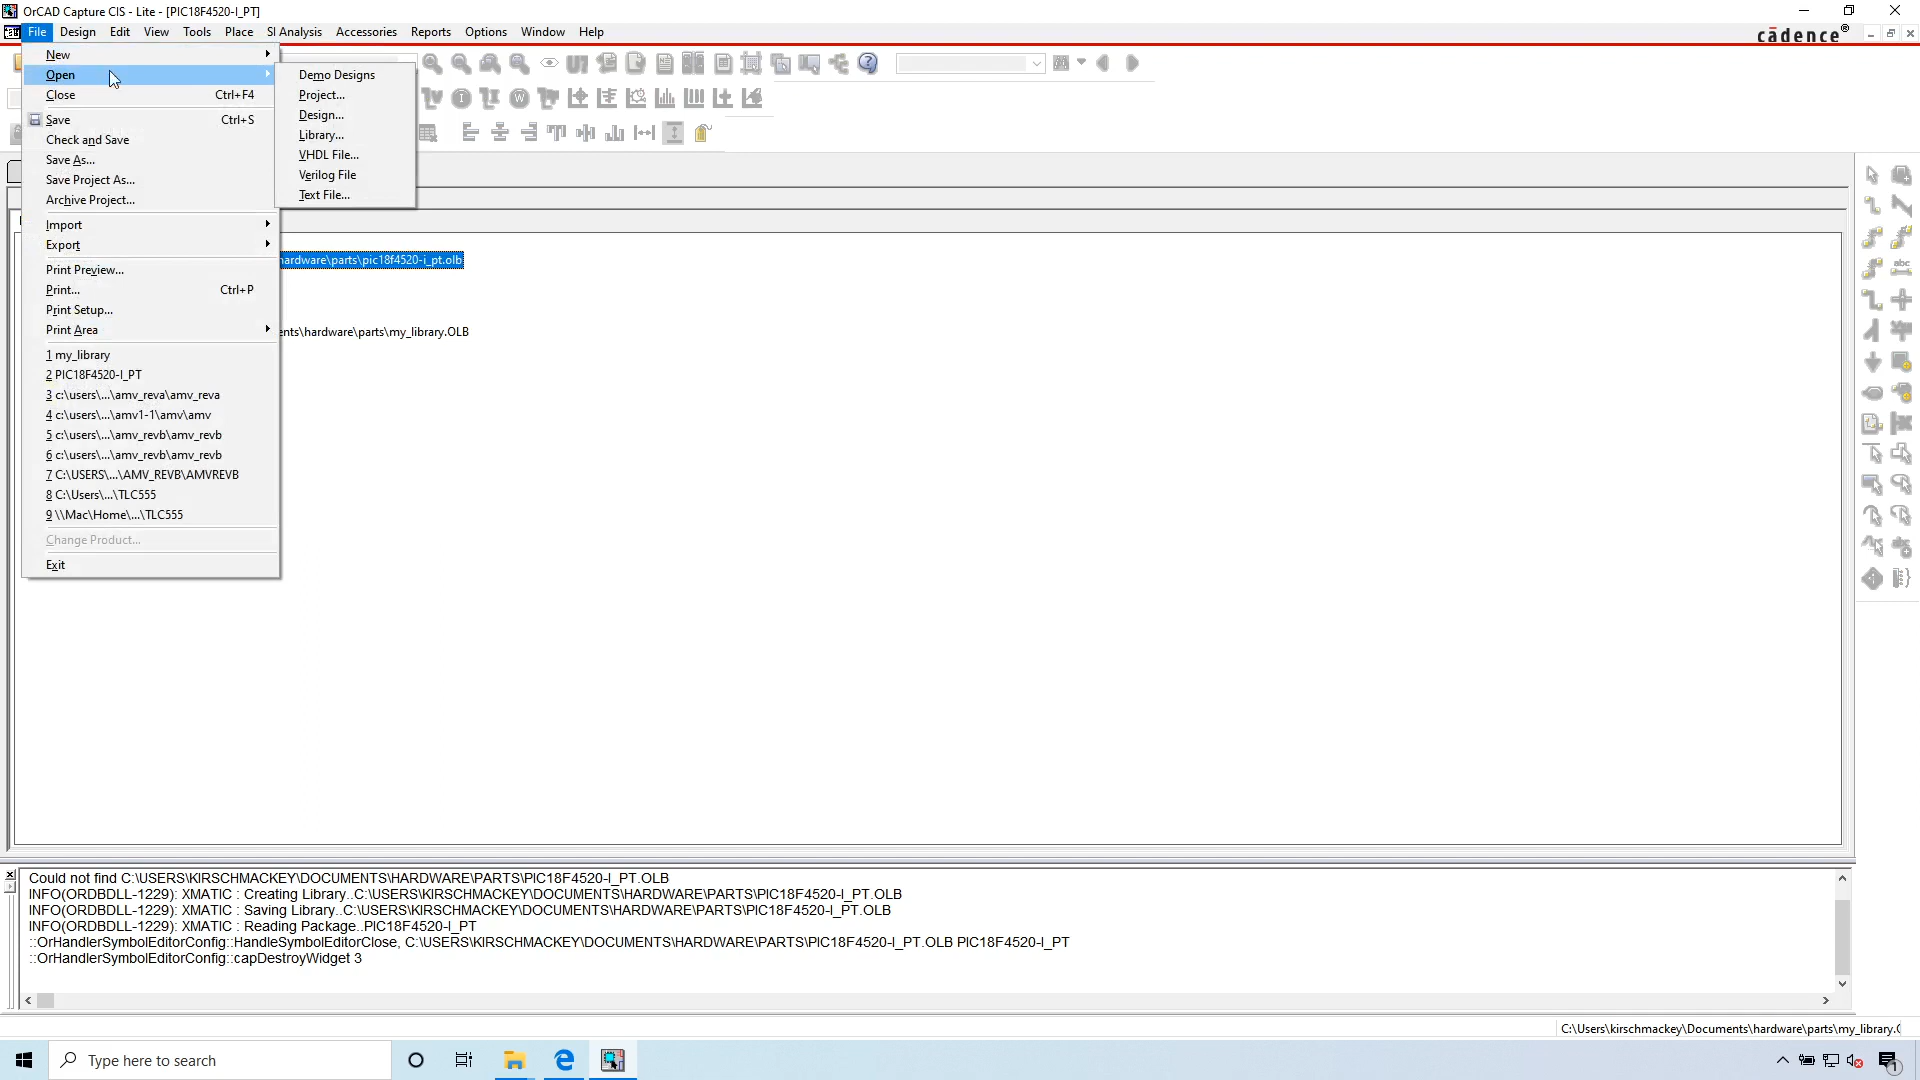 OrCAD Capture CIS - Lite - [PIC18F4520-I_PT]
File Design Edit View Tools Place SI Analysis Accessories Reports Options Window Help
cādence®
New
Open
Close Ctrl+F4
Save Ctrl+S
Check and Save
Save As...
Save Project As...
Archive Project...
Import
Export
Print Preview...
Print... Ctrl+P
Print Setup...
Print Area
1 my_library
2 PIC18F4520-I_PT
3 c:\users\...\amv_reva\amv_reva
4 c:\users\...\amv1-1\amv\amv
5 c:\users\...\amv_revb\amv_revb
6 c:\users\...\amv_revb\amv_revb
7 C:\USERS\...\AMV_REVB\AMVREVB
8 C:\Users\...\TLC555
9 \\Mac\Home\...\TLC555
Change Product...
Exit
Demo Designs
Project...
Design...
Library...
VHDL File...
Verilog File
Text File...
hardware\parts\pic18f4520-i_pt.olb
ents\hardware\parts\my_library.OLB
Could not find C:\USERS\KIRSCHMACKEY\DOCUMENTS\HARDWARE\PARTS\PIC18F4520-I_PT.OLB
INFO(ORDBDLL-1229): XMATIC : Creating Library..C:\USERS\KIRSCHMACKEY\DOCUMENTS\HARDWARE\PARTS\PIC18F4520-I_PT.OLB
INFO(ORDBDLL-1229): XMATIC : Saving Library..C:\USERS\KIRSCHMACKEY\DOCUMENTS\HARDWARE\PARTS\PIC18F4520-I_PT.OLB
INFO(ORDBDLL-1229): XMATIC : Reading Package..PIC18F4520-I_PT
::OrHandlerSymbolEditorConfig::HandleSymbolEditorClose, C:\USERS\KIRSCHMACKEY\DOCUMENTS\HARDWARE\PARTS\PIC18F4520-I_PT.OLB PIC18F4520-I_PT
::OrHandlerSymbolEditorConfig::capDestroyWidget 3
C:\Users\kirschmackey\Documents\hardware\parts\my_library.
Type here to search
1